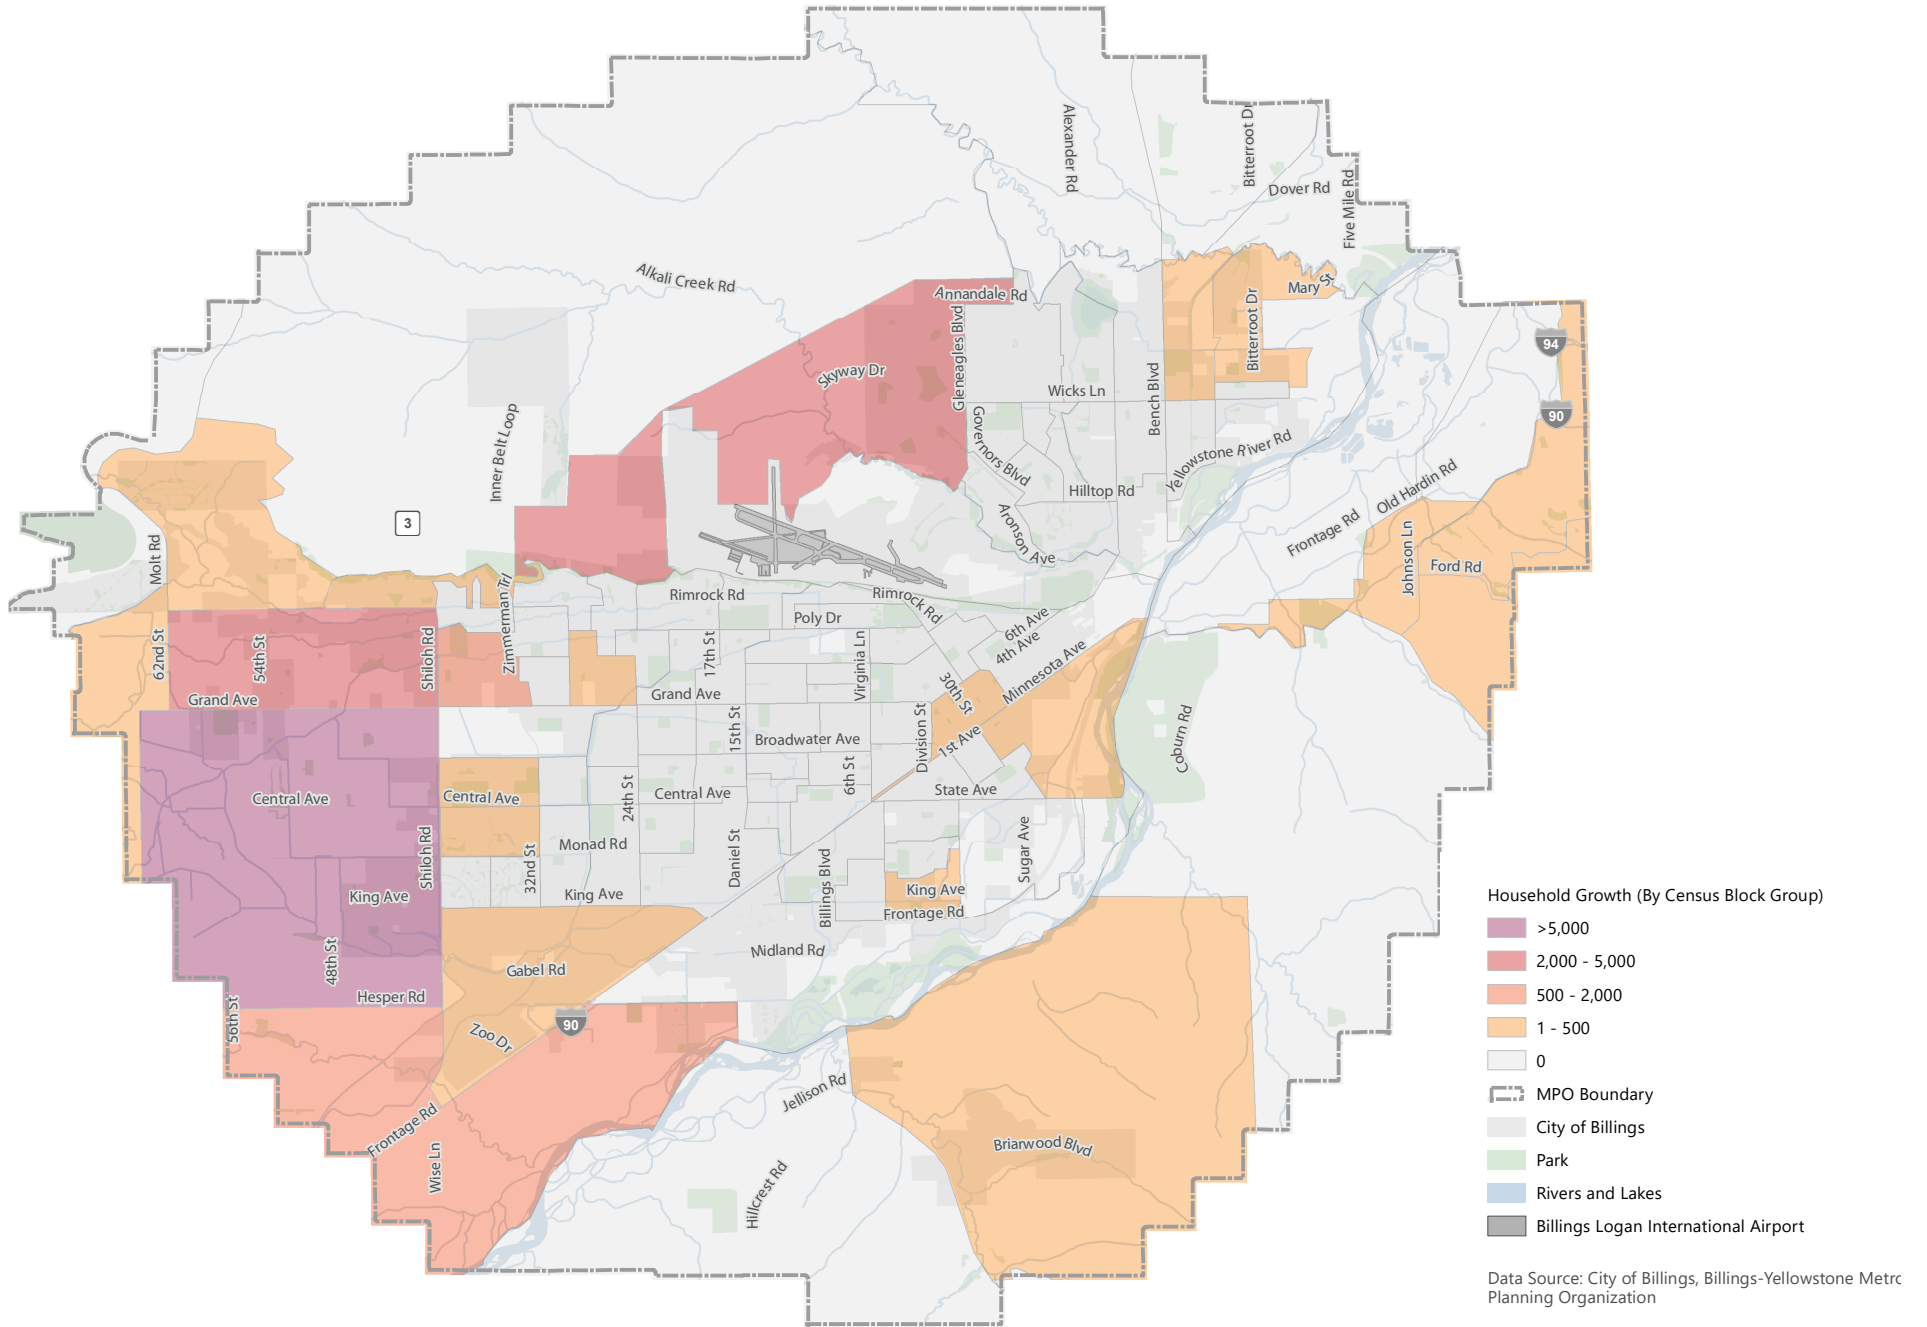 Alexander Rd
Bitterroot Dr
Dover Rd
Five Mile Rd
Alkali Creek Rd
Annandale Rd
Mary St
Bitterroot Dr
Gleneagles Blvd
Skyway Dr
94
90
Wicks Ln
Bench Blvd
Inner Belt Loop
Governors Blvd
Yellowstone River Rd
Hilltop Rd
Old Hardin Rd
3
Aronson Ave
Frontage Rd
Molt Rd
Johnson Ln
Ford Rd
Zimmerman Trl
Rimrock Rd
Rimrock Rd
Poly Dr
6th Ave
4th Ave
62nd St
54th St
Shiloh Rd
17th St
Virginia Ln
Minnesota Ave
Grand Ave
Grand Ave
30th St
15th St
Broadwater Ave
Division St
1st Ave
Coburn Rd
Central Ave
Central Ave
24th St
Central Ave
6th St
State Ave
Shiloh Rd
32nd St
Monad Rd
Daniel St
Billings Blvd
Sugar Ave
King Ave
King Ave
King Ave
Frontage Rd
48th St
Gabel Rd
Midland Rd
Hesper Rd
56th St
Zoo Dr
90
Jellison Rd
Frontage Rd
Wise Ln
Hillcrest Rd
Briarwood Blvd
Household Growth (By Census Block Group)
>5,000
2,000 - 5,000
500 - 2,000
1 - 500
0
MPO Boundary
City of Billings
Park
Rivers and Lakes
Billings Logan International Airport
Data Source: City of Billings, Billings-Yellowstone Metro
Planning Organization